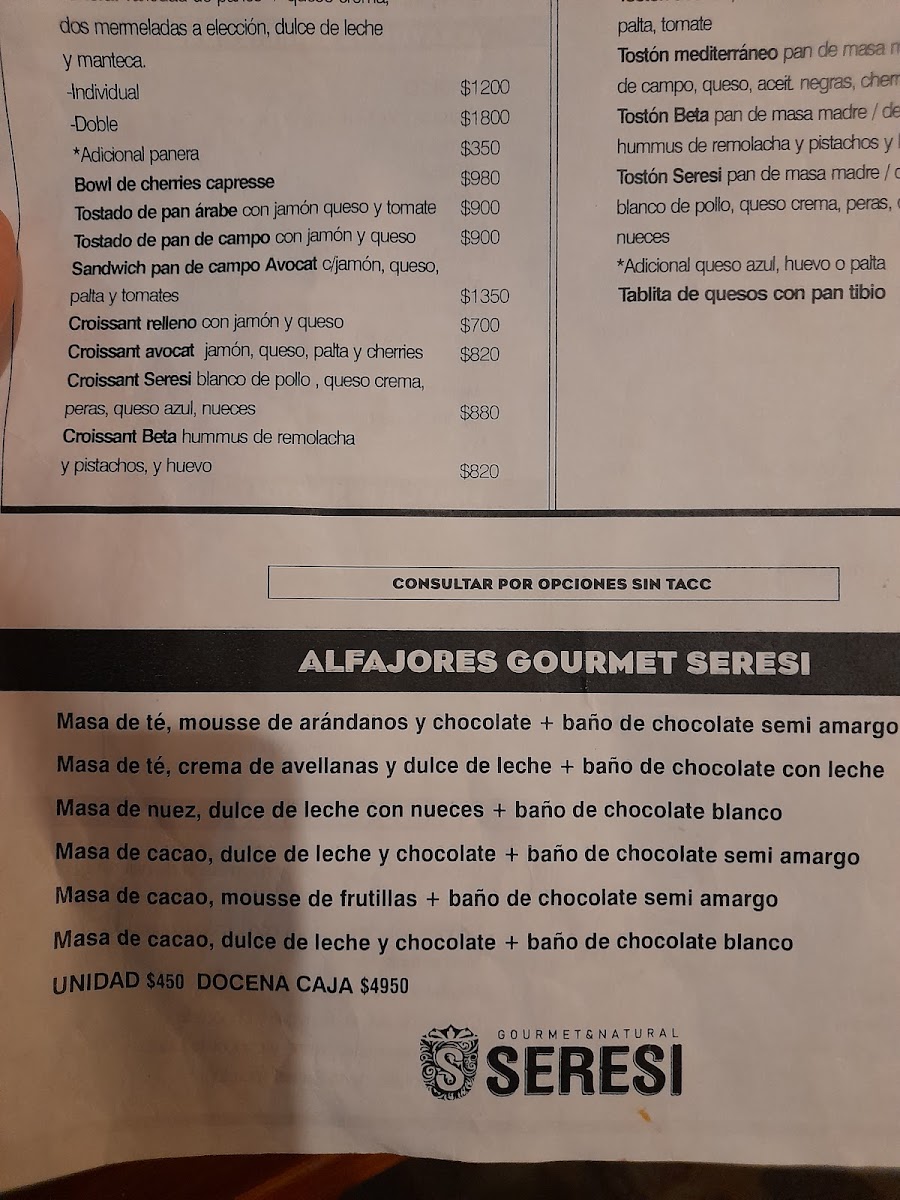 dos mermeladas a elección, dulce de leche
y manteca.
-Individual $1200
-Doble $1800
*Adicional panera $350
Bowl de cherries capresse $980
Tostado de pan árabe con jamón queso y tomate $900
Tostado de pan de campo con jamón y queso $900
Sandwich pan de campo Avocat c/jamón, queso,
palta y tomates $1350
Croissant relleno con jamón y queso $700
Croissant avocat jamón, queso, palta y cherries $820
Croissant Seresi blanco de pollo , queso crema,
peras, queso azul, nueces $880
Croissant Beta hummus de remolacha
y pistachos, y huevo $820
palta, tomate
Tostón mediterráneo pan de masa
de campo, queso, aceit. negras,
Tostón Beta pan de masa madre /
hummus de remolacha y pistachos y
Tostón Seresi pan de masa madre /
blanco de pollo, queso crema, peras,
nueces
*Adicional queso azul, huevo o palta
Tablita de quesos con pan tibio
CONSULTAR POR OPCIONES SIN TACC
ALFAJORES GOURMET SERESI
Masa de té, mousse de arándanos y chocolate + baño de chocolate semi amargo
Masa de té, crema de avellanas y dulce de leche + baño de chocolate con leche
Masa de nuez, dulce de leche con nueces + baño de chocolate blanco
Masa de cacao, dulce de leche y chocolate + baño de chocolate semi amargo
Masa de cacao, mousse de frutillas + baño de chocolate semi amargo
Masa de cacao, dulce de leche y chocolate + baño de chocolate blanco
UNIDAD $450 DOCENA CAJA $4950
GOURMET&NATURAL
S SERESI